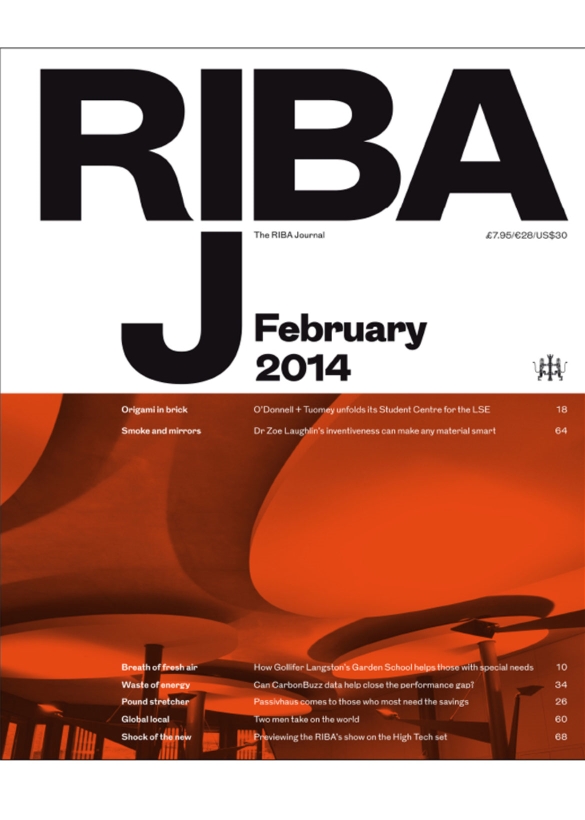 RIBA
J
The RIBA Journal £7.95/€28/US$30
February
2014
Origami in brick O'Donnell + Tuomey unfolds its Student Centre for the LSE 18
Smoke and mirrors Dr Zoe Laughlin's inventiveness can make any material smart 64
Breath of fresh air How Gollifer Langston's Garden School helps those with special needs 10
Waste of energy Can CarbonBuzz data help close the performance gap? 34
Pound stretcher Passivhaus comes to those who most need the savings 26
Global local Two men take on the world 60
Shock of the new Previewing the RIBA's show on the High Tech set 68